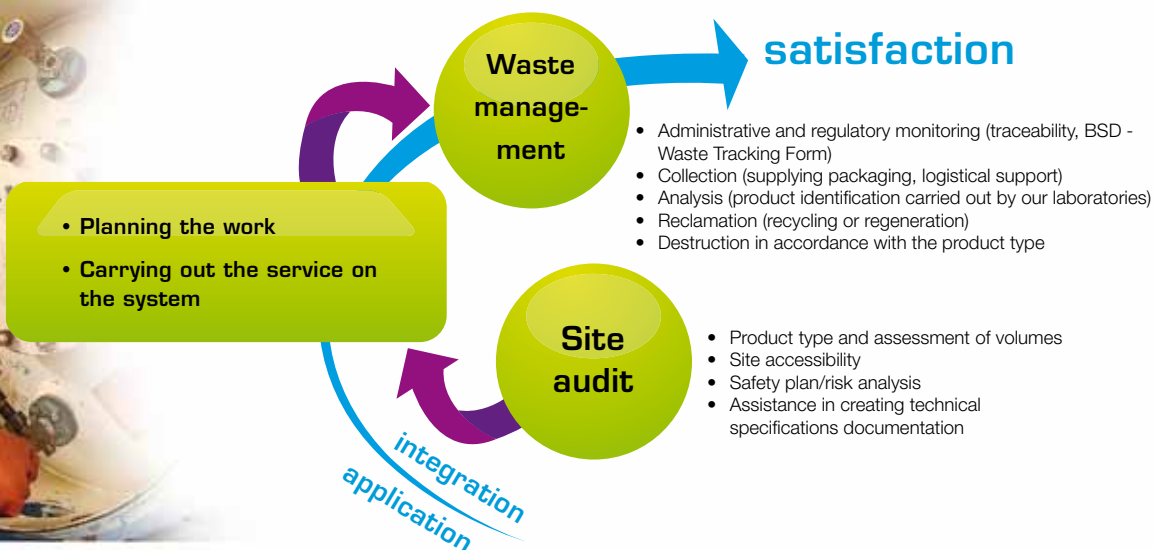 satisfaction
Waste
manage-
ment
• Administrative and regulatory monitoring (traceability, BSD -
Waste Tracking Form)
• Collection (supplying packaging, logistical support)
• Analysis (product identification carried out by our laboratories)
• Reclamation (recycling or regeneration)
• Destruction in accordance with the product type
• Planning the work
• Carrying out the service on
the system
Site
audit
• Product type and assessment of volumes
• Site accessibility
• Safety plan/risk analysis
• Assistance in creating technical
specifications documentation
integration
application